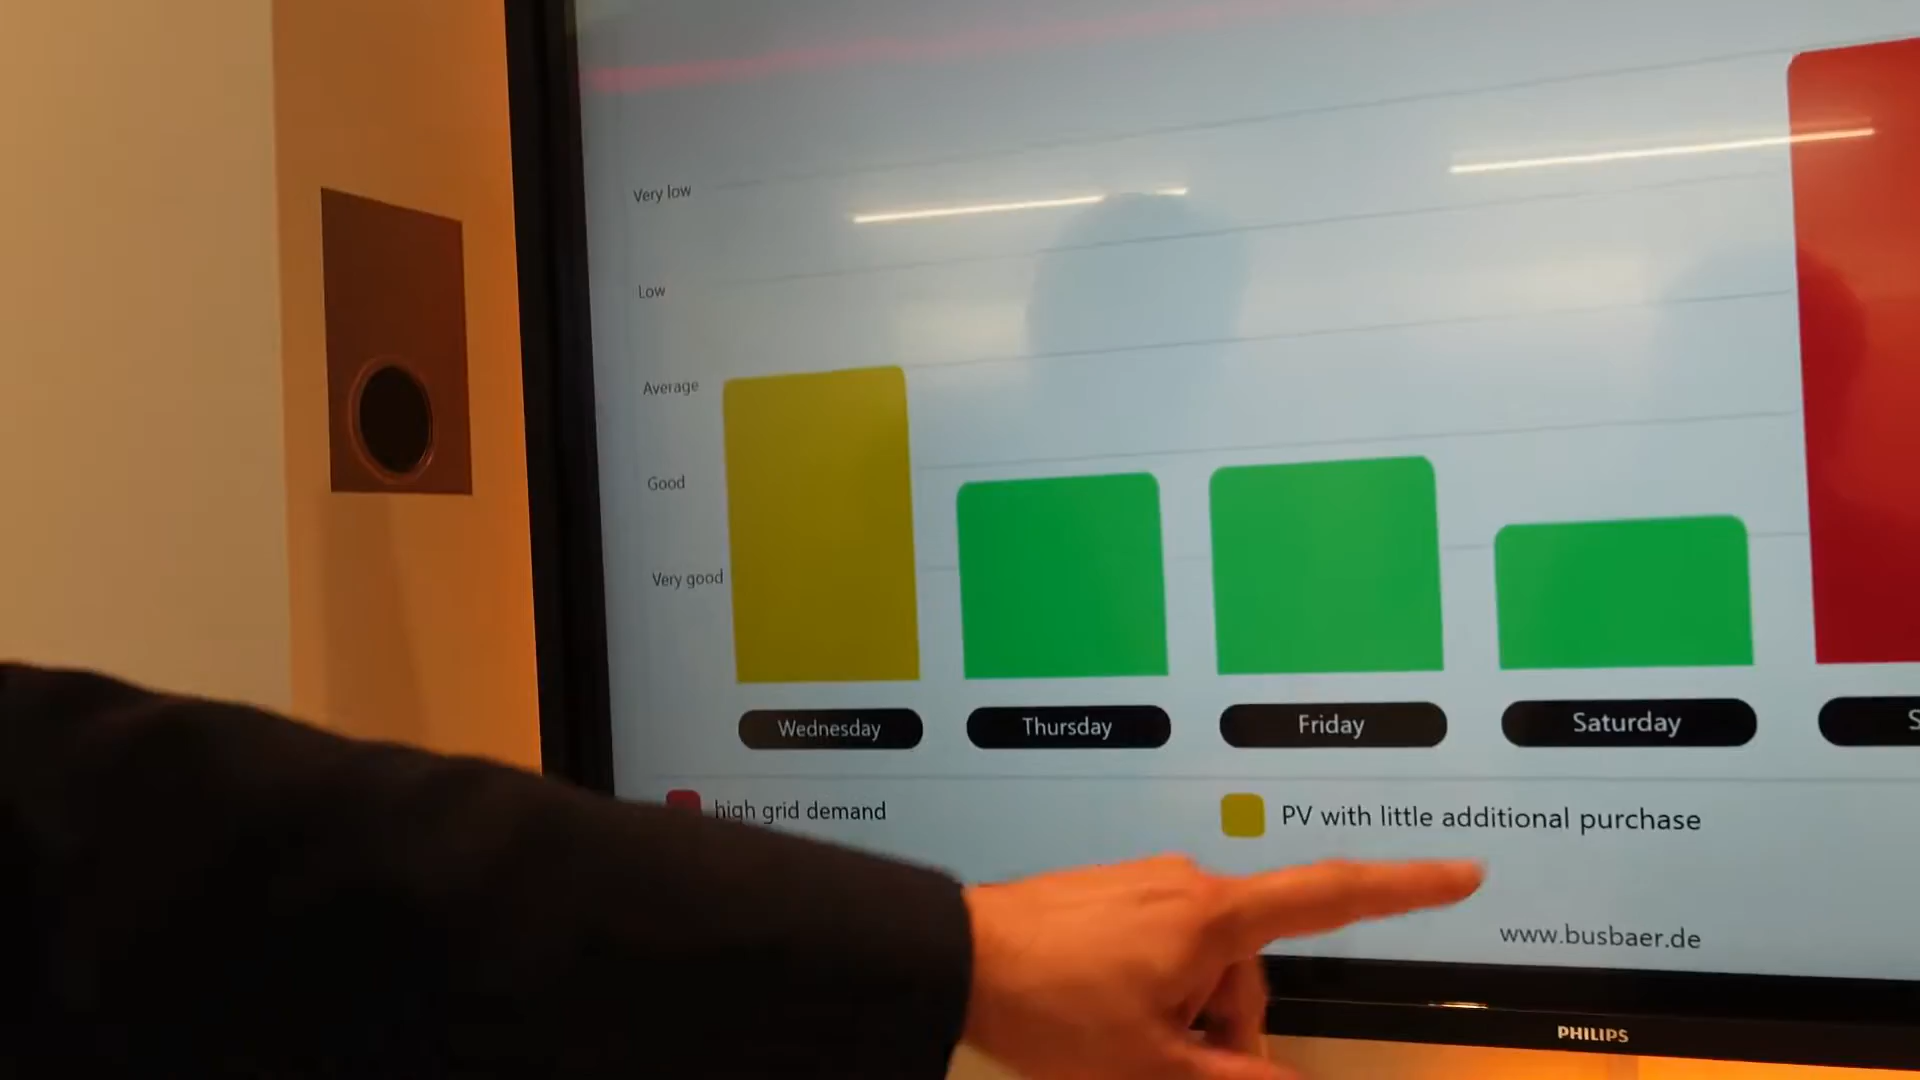 Very low
Low
Average
Good
Very good
Wednesday
Thursday
Friday
Saturday
S
high grid demand
PV with little additional purchase
www.busbaer.de
PHILIPS